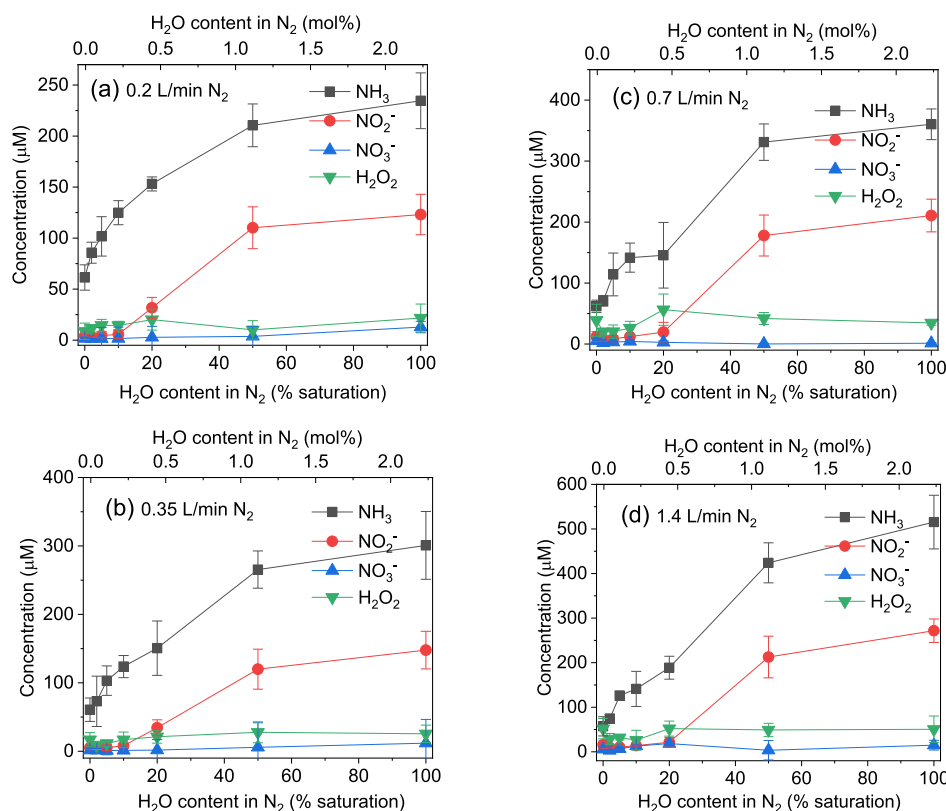 H₂O content in N₂ (mol%)
0.0 0.5 1.0 1.5 2.0
(a) 0.2 L/min N₂
NH₃
NO₂⁻
NO₃⁻
H₂O₂
Concentration (µM)
250
200
150
100
50
0
0 20 40 60 80 100
H₂O content in N₂ (% saturation)
H₂O content in N₂ (mol%)
0.0 0.5 1.0 1.5 2.0
(c) 0.7 L/min N₂
NH₃
NO₂⁻
NO₃⁻
H₂O₂
Concentration (µM)
400
300
200
100
0
0 20 40 60 80 100
H₂O content in N₂ (% saturation)
H₂O content in N₂ (mol%)
0.0 0.5 1.0 1.5 2.0
(b) 0.35 L/min N₂
NH₃
NO₂⁻
NO₃⁻
H₂O₂
Concentration (µM)
400
300
200
100
0
0 20 40 60 80 100
H₂O content in N₂ (% saturation)
H₂O content in N₂ (mol%)
0.0 0.5 1.0 1.5 2.0
(d) 1.4 L/min N₂
NH₃
NO₂⁻
NO₃⁻
H₂O₂
Concentration (µM)
600
500
400
300
200
100
0
0 20 40 60 80 100
H₂O content in N₂ (% saturation)